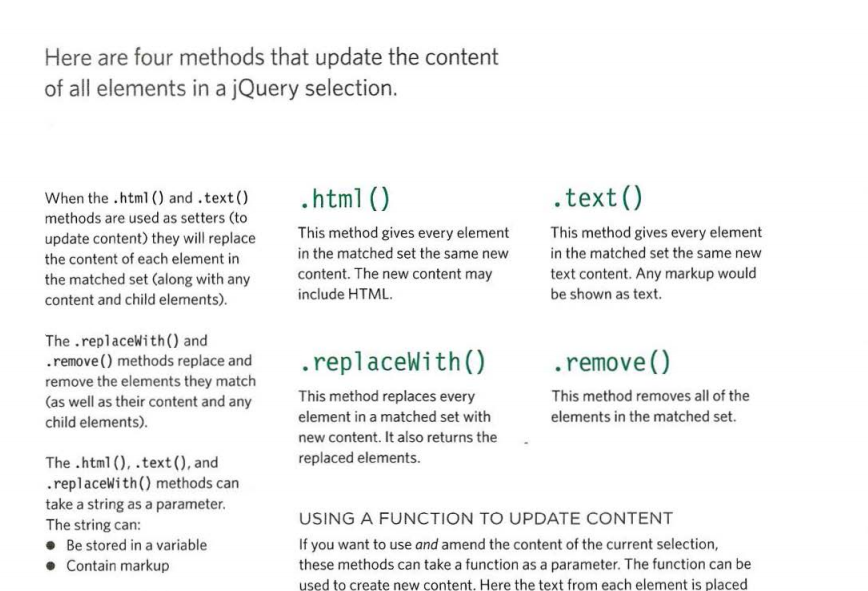 Here are four methods that update the content
of all elements in a jQuery selection.
When the .html() and .text()
methods are used as setters (to
update content) they will replace
the content of each element in
the matched set (along with any
content and child elements).
The .replaceWith() and
.remove() methods replace and
remove the elements they match
(as well as their content and any
child elements).
The .html(), .text(), and
.replaceWith() methods can
take a string as a parameter.
The string can:
● Be stored in a variable
● Contain markup
.html()
This method gives every element
in the matched set the same new
content. The new content may
include HTML.
.text()
This method gives every element
in the matched set the same new
text content. Any markup would
be shown as text.
.replaceWith()
This method replaces every
element in a matched set with
new content. It also returns the
replaced elements.
.remove()
This method removes all of the
elements in the matched set.
USING A FUNCTION TO UPDATE CONTENT
If you want to use and amend the content of the current selection,
these methods can take a function as a parameter. The function can be
used to create new content. Here the text from each element is placed